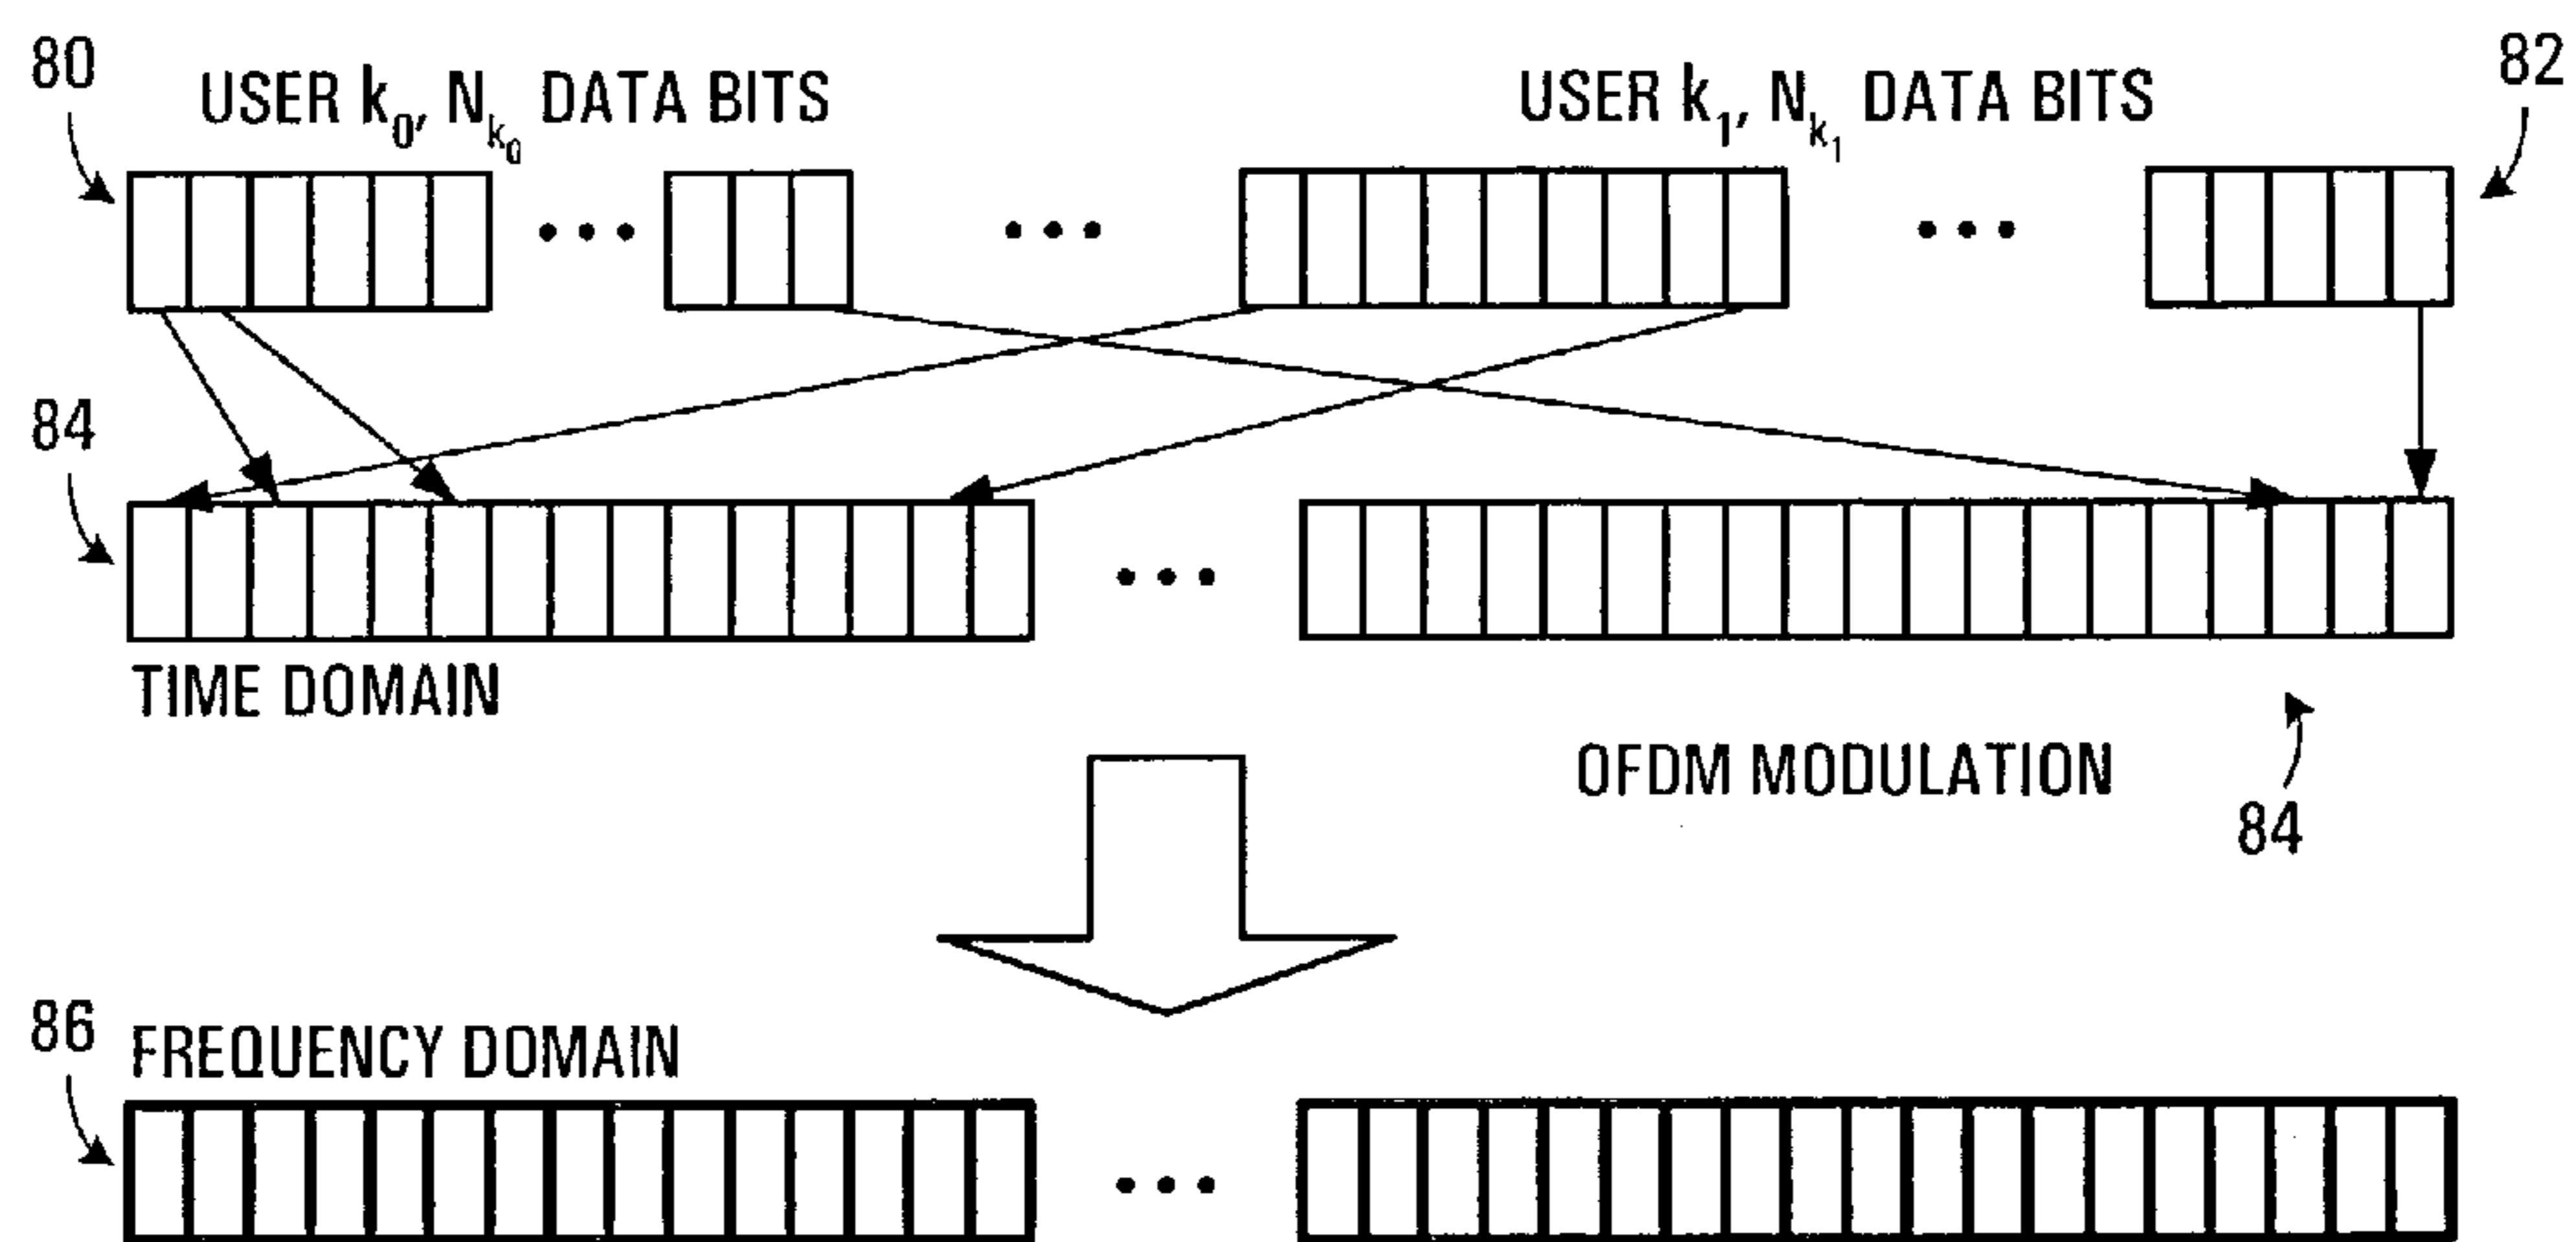 80
USER k₀, Nₖ₀ DATA BITS
USER k₁, Nₖ₁ DATA BITS
82
84
TIME DOMAIN
OFDM MODULATION
84
86
FREQUENCY DOMAIN